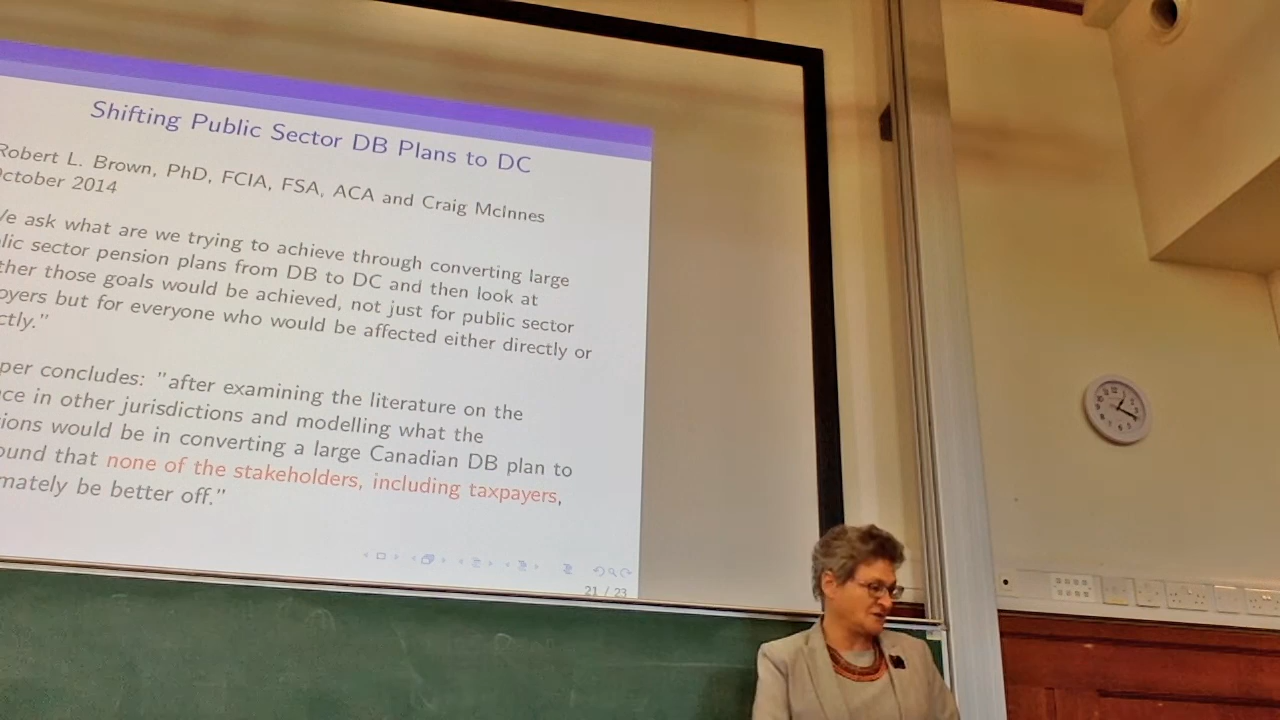 Shifting Public Sector DB Plans to DC
Robert L. Brown, PhD, FCIA, FSA, ACA and Craig McInnes
October 2014
We ask what are we trying to achieve through converting large
lic sector pension plans from DB to DC and then look at
ther those goals would be achieved, not just for public sector
oyers but for everyone who would be affected either directly or
ctly."
per concludes: "after examining the literature on the
ce in other jurisdictions and modelling what the
ions would be in converting a large Canadian DB plan to
ound that none of the stakeholders, including taxpayers,
mately be better off."
21 / 23